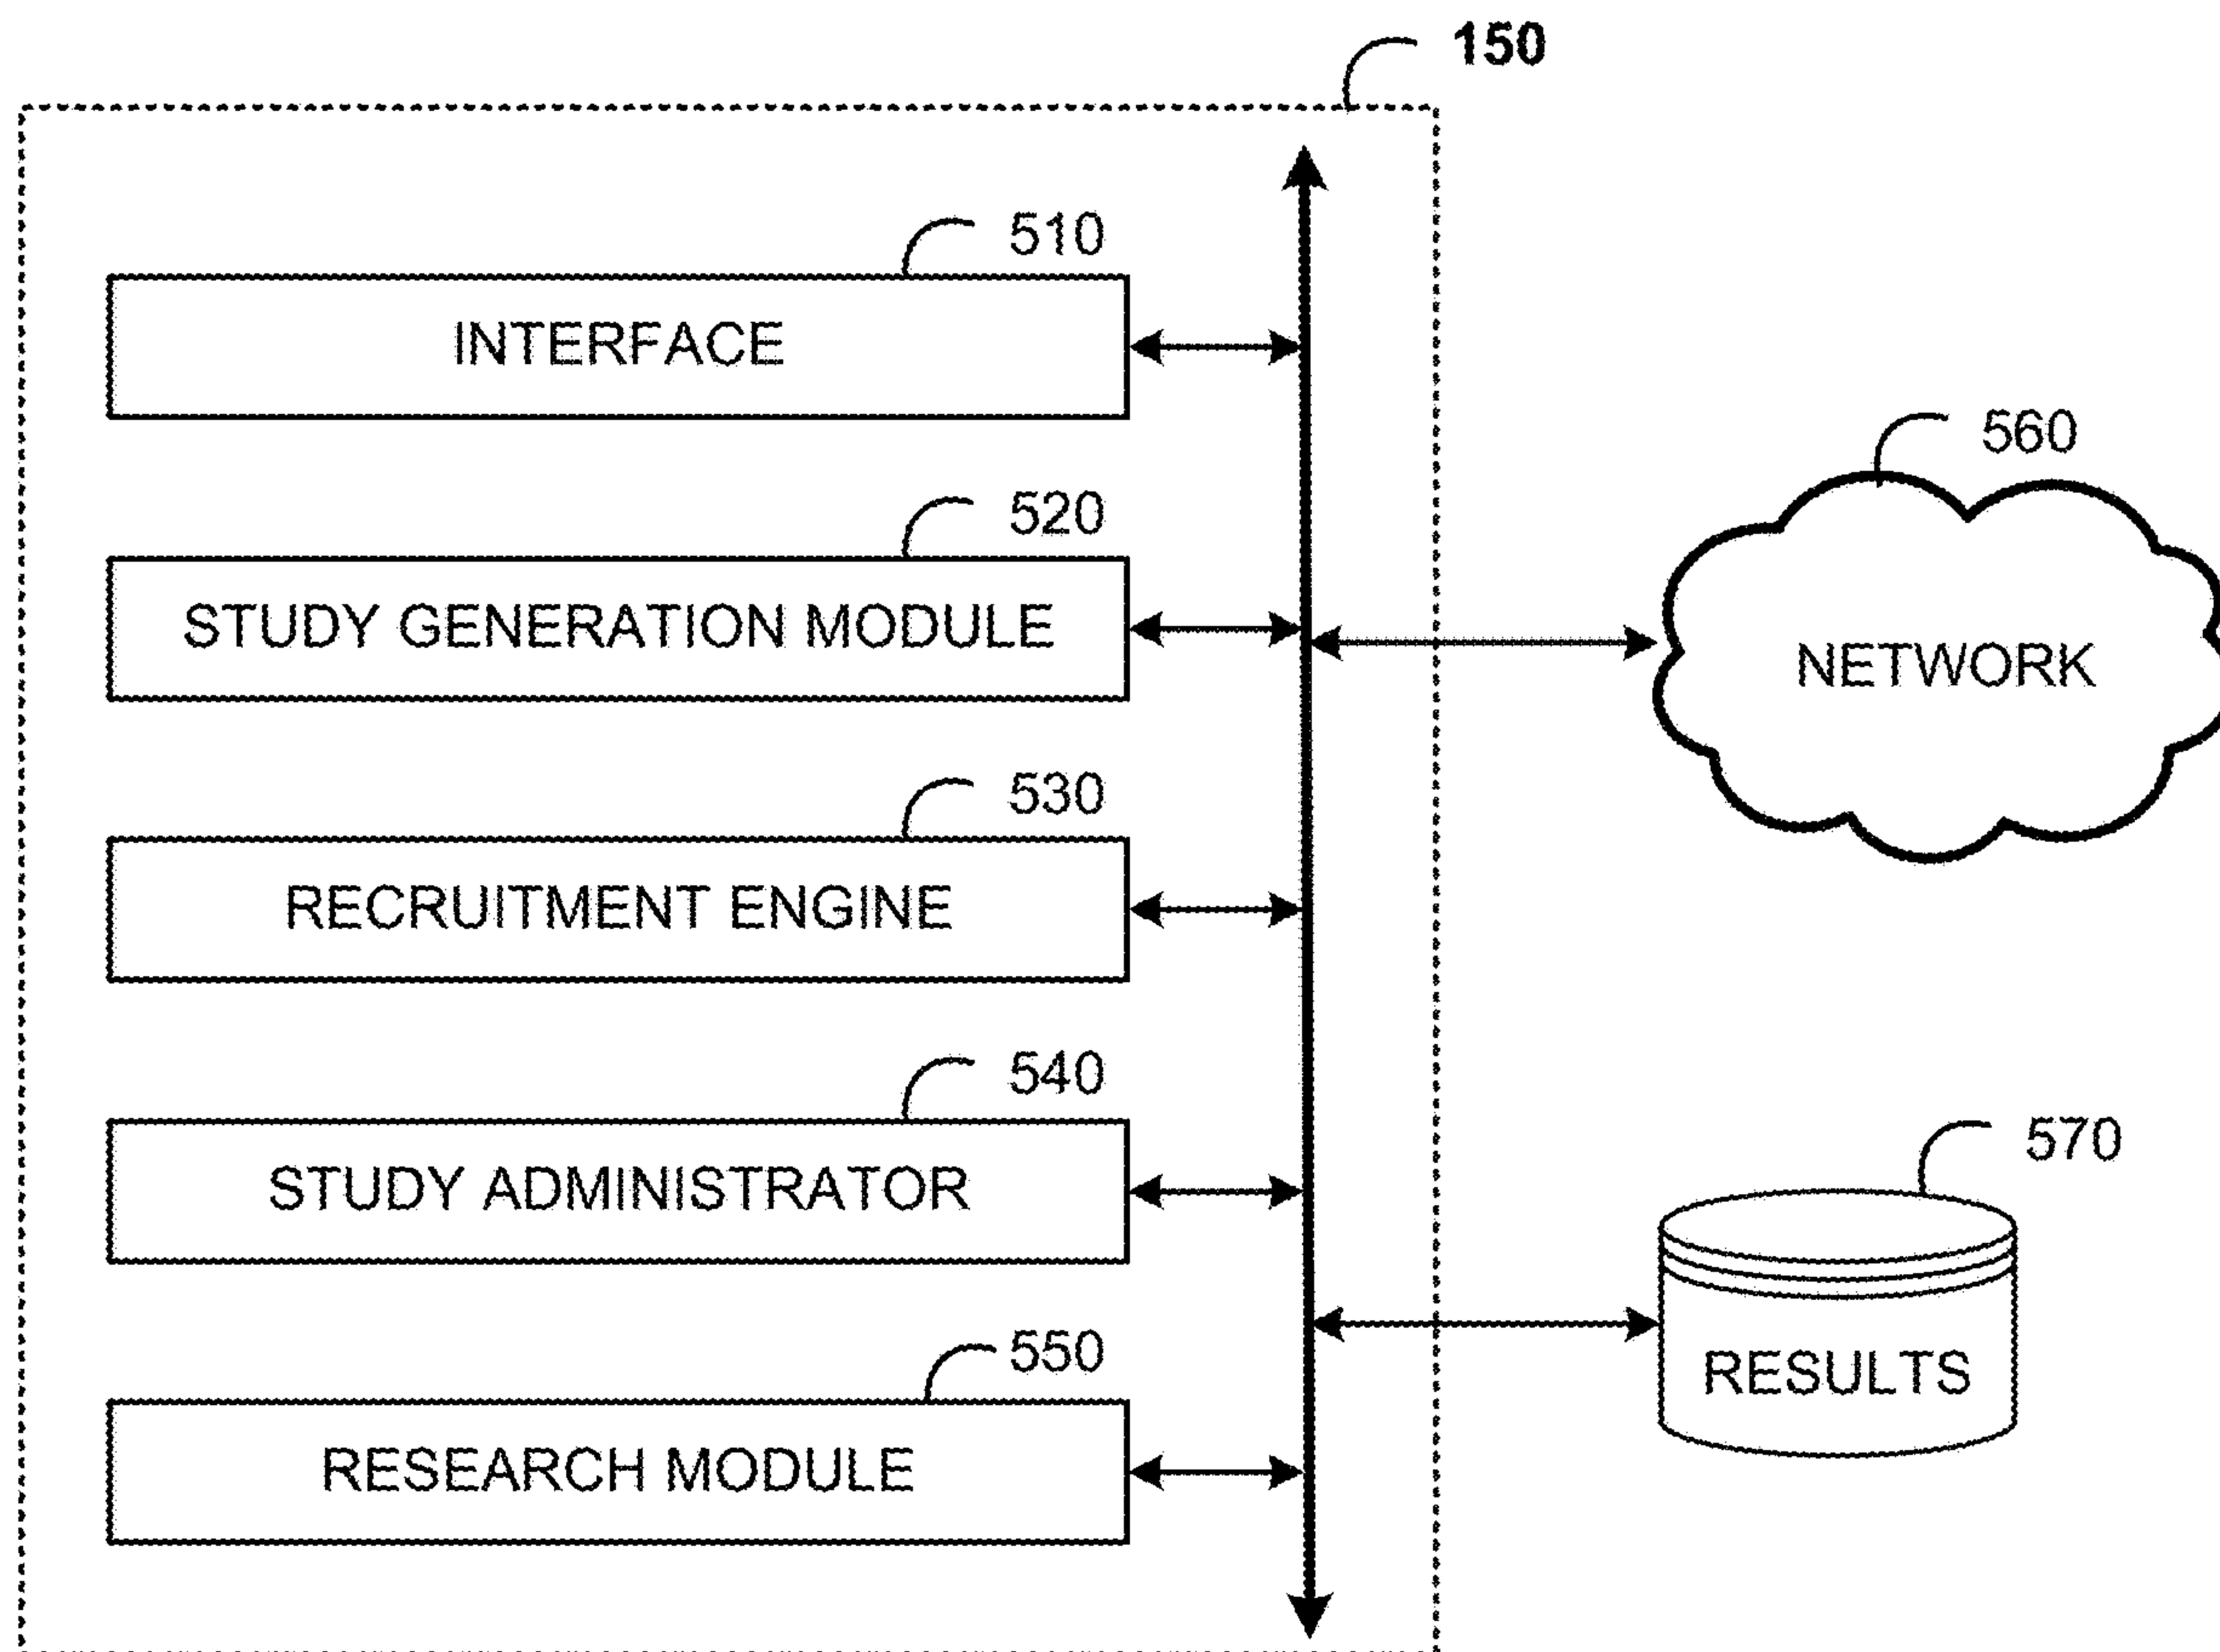 150
510
INTERFACE
520
STUDY GENERATION MODULE
530
RECRUITMENT ENGINE
540
STUDY ADMINISTRATOR
550
RESEARCH MODULE
560
NETWORK
570
RESULTS